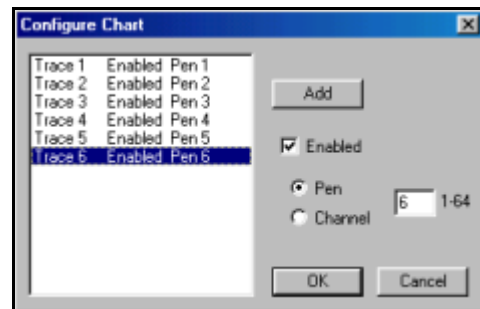 Configure Chart
Trace 1 Enabled Pen 1
Trace 2 Enabled Pen 2
Trace 3 Enabled Pen 3
Trace 4 Enabled Pen 4
Trace 5 Enabled Pen 5
Trace 6 Enabled Pen 6
Add
Enabled
Pen
Channel
6 1-64
OK Cancel